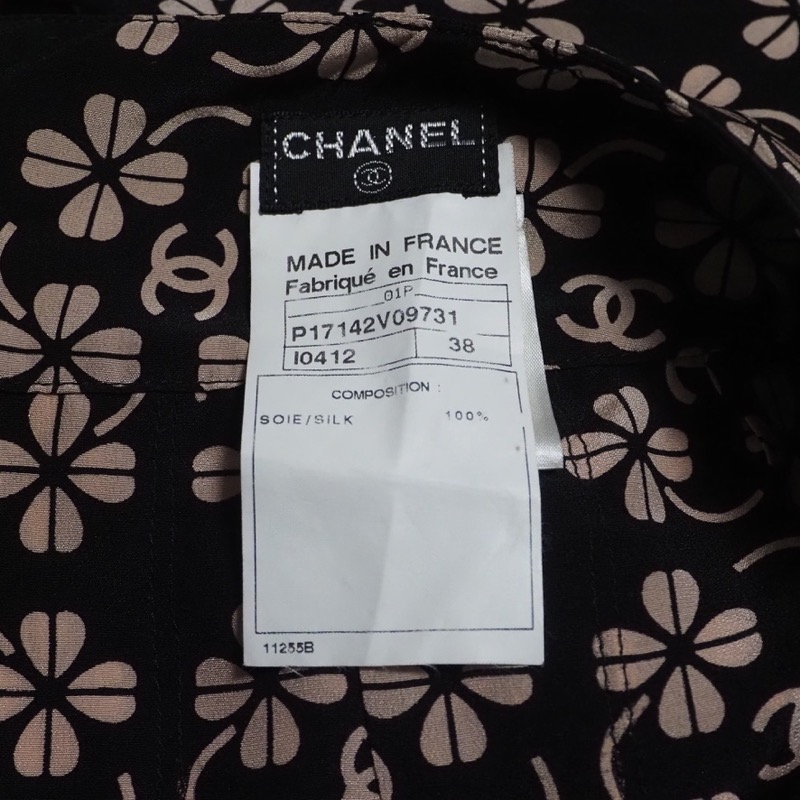 CHANEL
MADE IN FRANCE
Fabriqué en France
01P
P17142V09731
I0412 38
COMPOSITION :
SOIE/SILK 100%
11255B